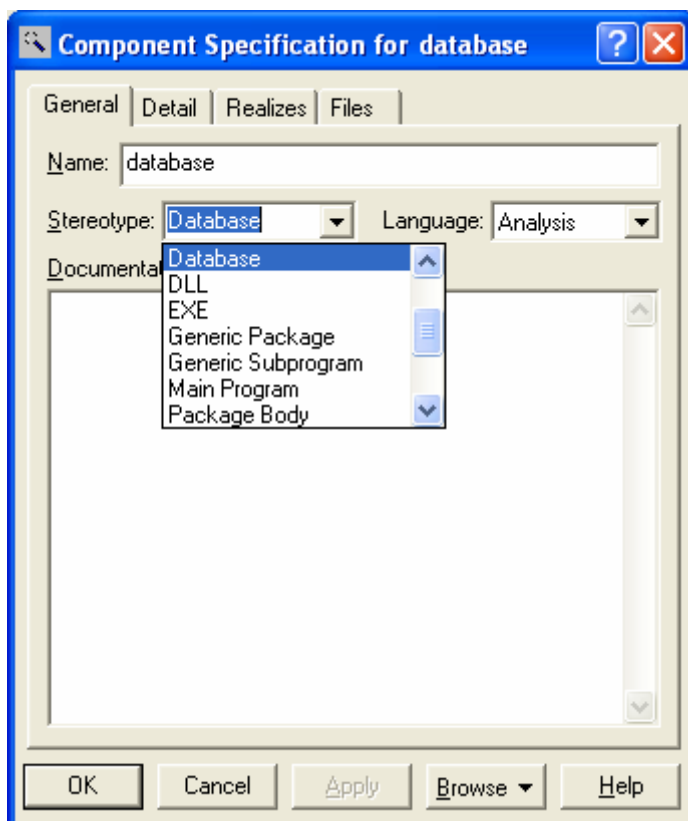 Component Specification for database
General Detail Realizes Files
Name: database
Stereotype: Database Language: Analysis
Documenta
Database
DLL
EXE
Generic Package
Generic Subprogram
Main Program
Package Body
OK Cancel Apply Browse Help